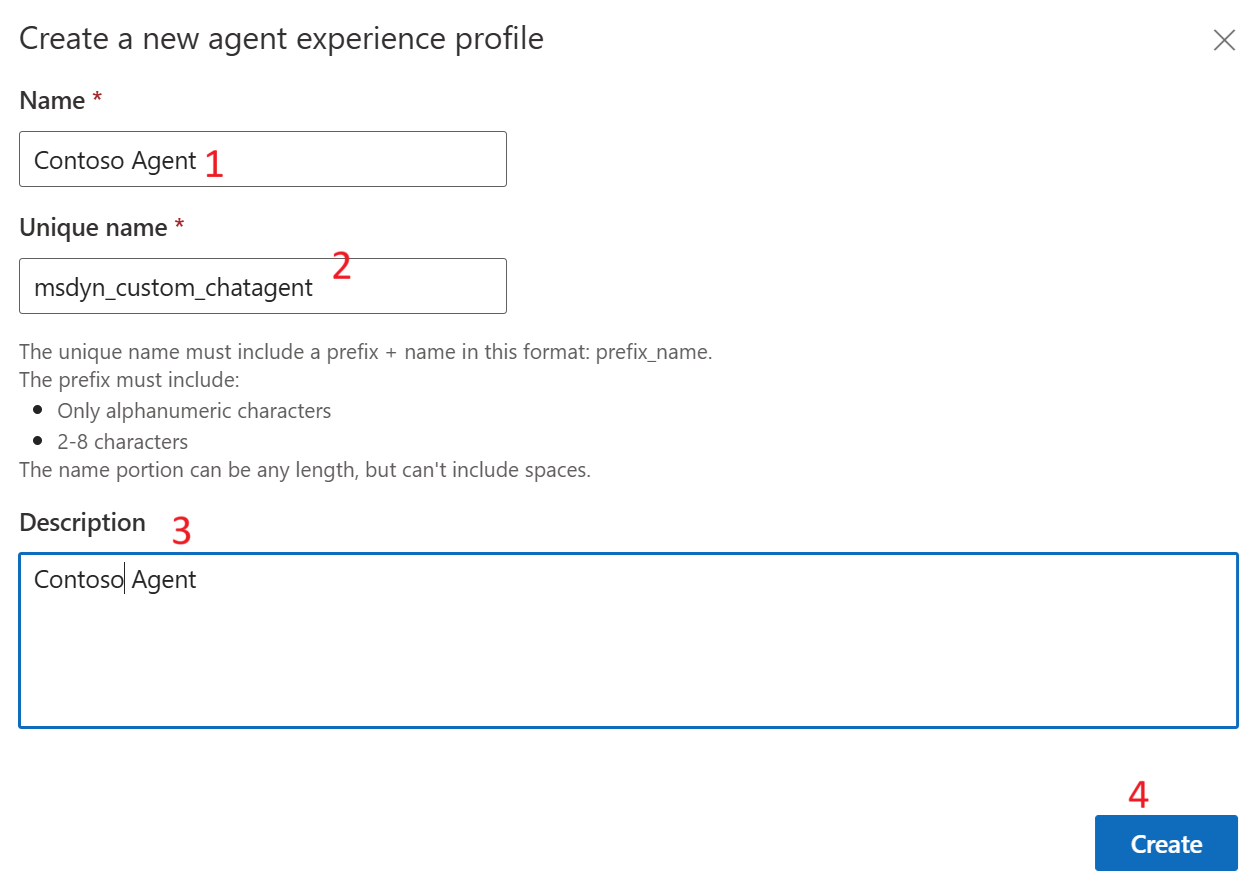 Create a new agent experience profile
Name *
Contoso Agent 1
Unique name *
2
msdyn_custom_chatagent
The unique name must include a prefix + name in this format: prefix_name.
The prefix must include:
• Only alphanumeric characters
• 2-8 characters
The name portion can be any length, but can't include spaces.
Description 3
Contoso Agent
4
Create